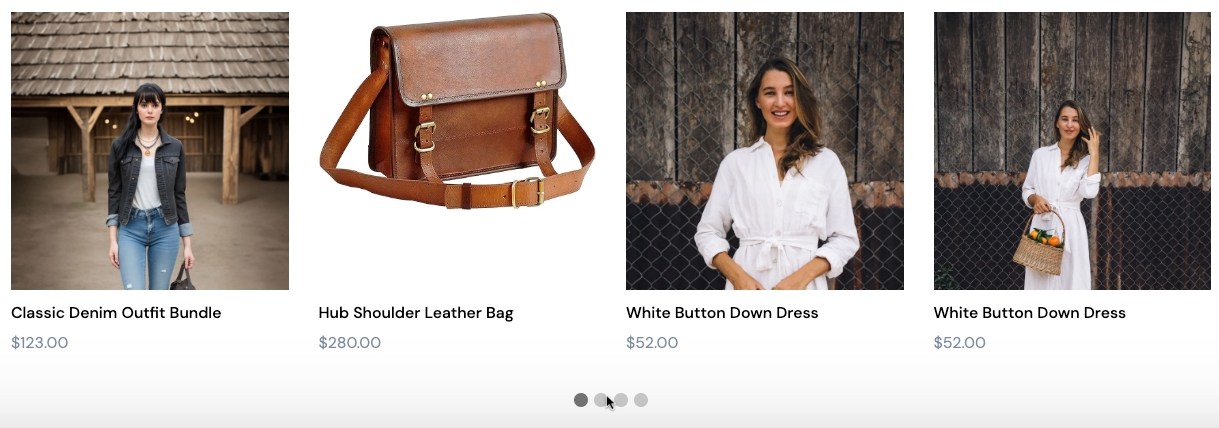 Classic Denim Outfit Bundle
$123.00
Hub Shoulder Leather Bag
$280.00
White Button Down Dress
$52.00
White Button Down Dress
$52.00